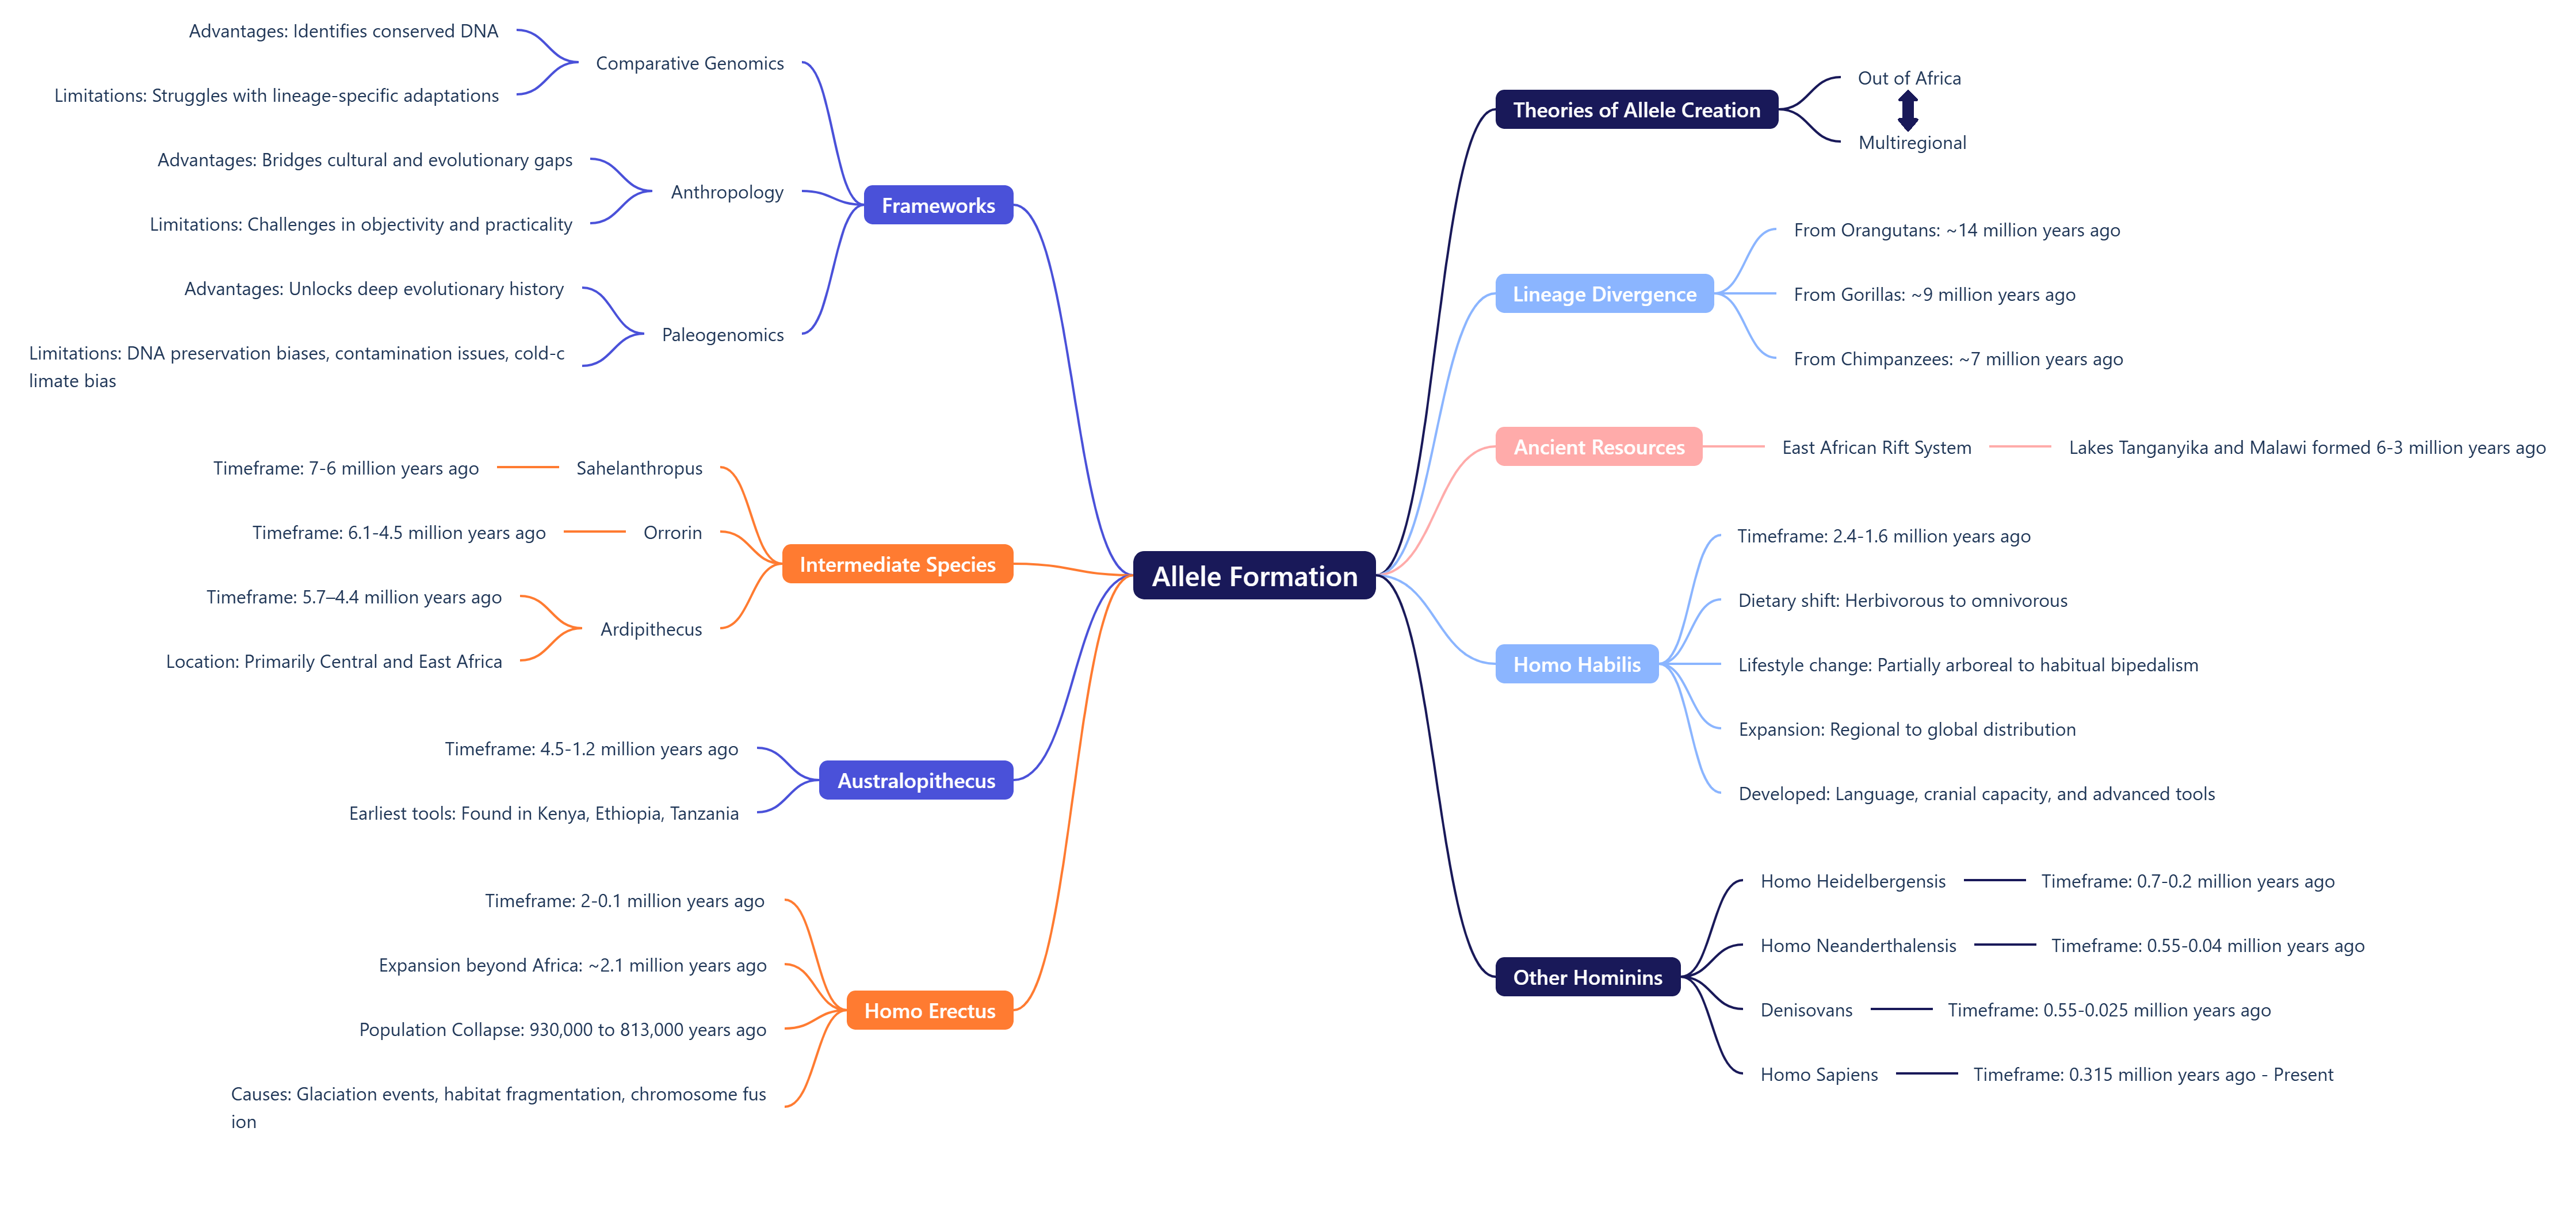 Allele Formation
Frameworks
Comparative Genomics
Advantages: Identifies conserved DNA
Limitations: Struggles with lineage-specific adaptations
Anthropology
Advantages: Bridges cultural and evolutionary gaps
Limitations: Challenges in objectivity and practicality
Paleogenomics
Advantages: Unlocks deep evolutionary history
Limitations: DNA preservation biases, contamination issues, cold-c
limate bias
Intermediate Species
Sahelanthropus
Timeframe: 7-6 million years ago
Orrorin
Timeframe: 6.1-4.5 million years ago
Ardipithecus
Timeframe: 5.7–4.4 million years ago
Location: Primarily Central and East Africa
Australopithecus
Timeframe: 4.5-1.2 million years ago
Earliest tools: Found in Kenya, Ethiopia, Tanzania
Homo Erectus
Timeframe: 2-0.1 million years ago
Expansion beyond Africa: ~2.1 million years ago
Population Collapse: 930,000 to 813,000 years ago
Causes: Glaciation events, habitat fragmentation, chromosome fus
ion
Theories of Allele Creation
Out of Africa
Multiregional
Lineage Divergence
From Orangutans: ~14 million years ago
From Gorillas: ~9 million years ago
From Chimpanzees: ~7 million years ago
Ancient Resources
East African Rift System
Lakes Tanganyika and Malawi formed 6-3 million years ago
Homo Habilis
Timeframe: 2.4-1.6 million years ago
Dietary shift: Herbivorous to omnivorous
Lifestyle change: Partially arboreal to habitual bipedalism
Expansion: Regional to global distribution
Developed: Language, cranial capacity, and advanced tools
Other Hominins
Homo Heidelbergensis
Timeframe: 0.7-0.2 million years ago
Homo Neanderthalensis
Timeframe: 0.55-0.04 million years ago
Denisovans
Timeframe: 0.55-0.025 million years ago
Homo Sapiens
Timeframe: 0.315 million years ago - Present